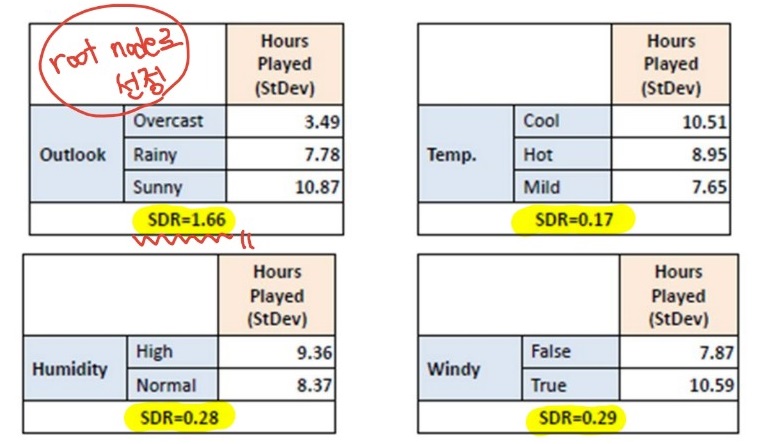 root node로
선정
Hours
Played
(StDev)
Outlook
Overcast 3.49
Rainy 7.78
Sunny 10.87
SDR=1.66
Hours
Played
(StDev)
Temp.
Cool 10.51
Hot 8.95
Mild 7.65
SDR=0.17
Hours
Played
(StDev)
Humidity
High 9.36
Normal 8.37
SDR=0.28
Hours
Played
(StDev)
Windy
False 7.87
True 10.59
SDR=0.29